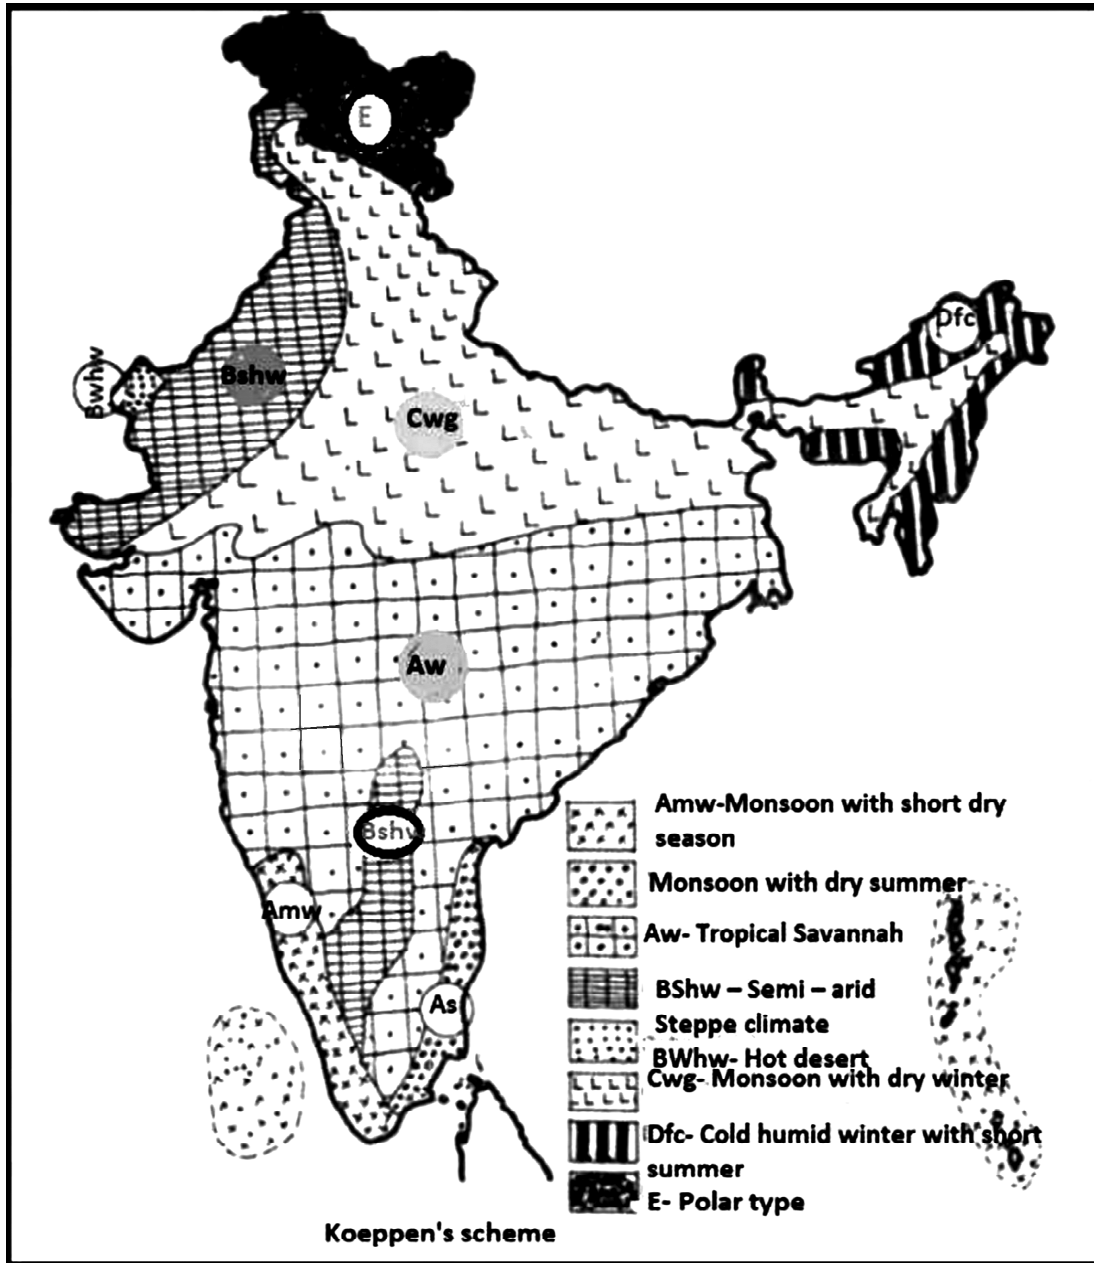 E
Dfc
Bwhw
Bshw
Cwg
Aw
Bshw
Amw
As
Amw-Monsoon with short dry
season
Monsoon with dry summer
Aw- Tropical Savannah
BShw – Semi – arid
Steppe climate
BWhw- Hot desert
Cwg- Monsoon with dry winter
Dfc- Cold humid winter with short
summer
E- Polar type
Koeppen's scheme